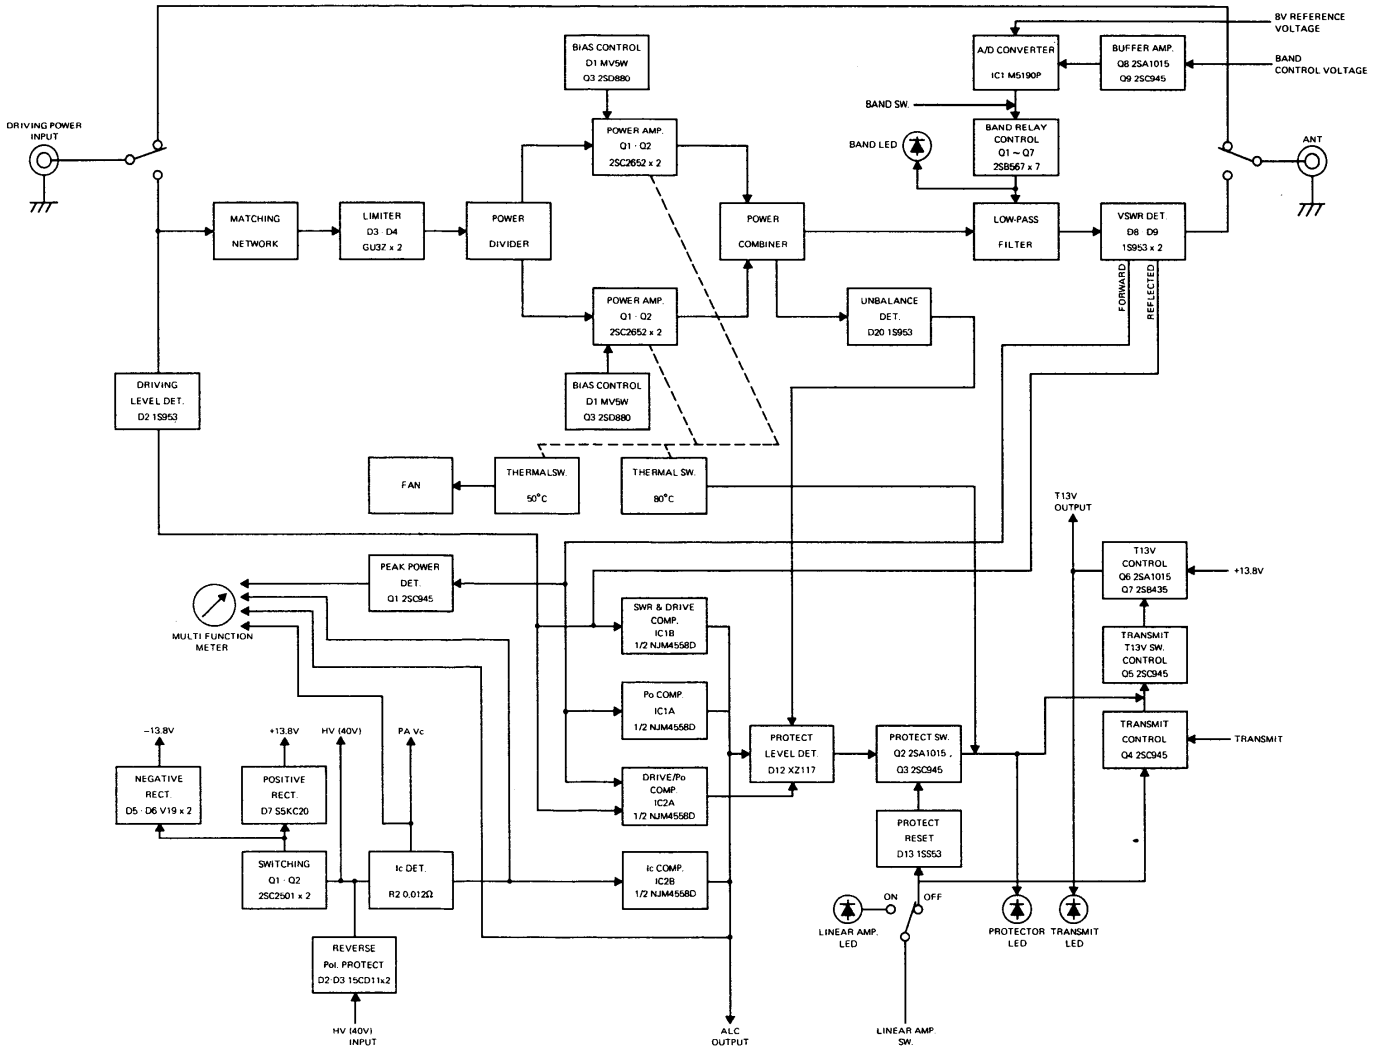 8V REFERENCE
VOLTAGE
BIAS CONTROL
D1 MV5W
Q3 2SD880
A/D CONVERTER
IC1 M5190P
BUFFER AMP.
Q8 2SA1015
Q9 2SC945
BAND
CONTROL VOLTAGE
BAND SW.
DRIVING POWER
INPUT
POWER AMP.
Q1 · Q2
2SC2652 x 2
BAND LED
BAND RELAY
CONTROL
Q1 ~ Q7
2SB567 x 7
ANT
MATCHING
NETWORK
LIMITER
D3 · D4
GU3Z x 2
POWER
DIVIDER
POWER
COMBINER
LOW-PASS
FILTER
VSWR DET.
D8 D9
1S953 x 2
FORWARD
REFLECTED
POWER AMP.
Q1 · Q2
2SC2652 x 2
UNBALANCE
DET.
D20 1S953
DRIVING
LEVEL DET.
D2 1S953
BIAS CONTROL
D1 MV5W
Q3 2SD880
FAN
THERMALSW.
50°C
THERMAL SW.
80°C
T13V
OUTPUT
PEAK POWER
DET.
Q1 2SC945
T13V
CONTROL
Q6 2SA1015
Q7 2SB435
+13.8V
MULTI FUNCTION
METER
SWR & DRIVE
COMP.
IC1B
1/2 NJM4558D
TRANSMIT
T13V SW.
CONTROL
Q5 2SC945
Po COMP.
IC1A
1/2 NJM4558D
-13.8V
+13.8V
HV (40V)
PA Vc
PROTECT
LEVEL DET.
D12 XZ117
PROTECT SW.
Q2 2SA1015 ,
Q3 2SC945
TRANSMIT
CONTROL
Q4 2SC945
TRANSMIT
NEGATIVE
RECT.
D5 · D6 V19 x 2
POSITIVE
RECT.
D7 S5KC20
DRIVE/Po
COMP.
IC2A
1/2 NJM4558D
PROTECT
RESET
D13 1SS53
SWITCHING
Q1 · Q2
2SC2501 x 2
Ic DET.
R2 0.012Ω
Ic COMP.
IC2B
1/2 NJM4558D
ON
OFF
LINEAR AMP.
LED
PROTECTOR
LED
TRANSMIT
LED
REVERSE
Pol. PROTECT
D2·D3 15CD11x2
HV (40V)
INPUT
ALC
OUTPUT
LINEAR AMP.
SW.